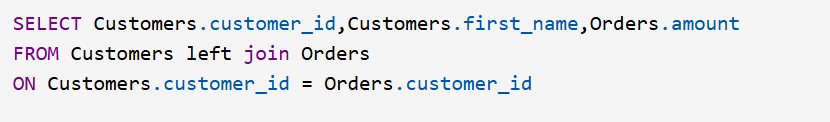 SELECT Customers.customer_id,Customers.first_name,Orders.amount
FROM Customers left join Orders
ON Customers.customer_id = Orders.customer_id